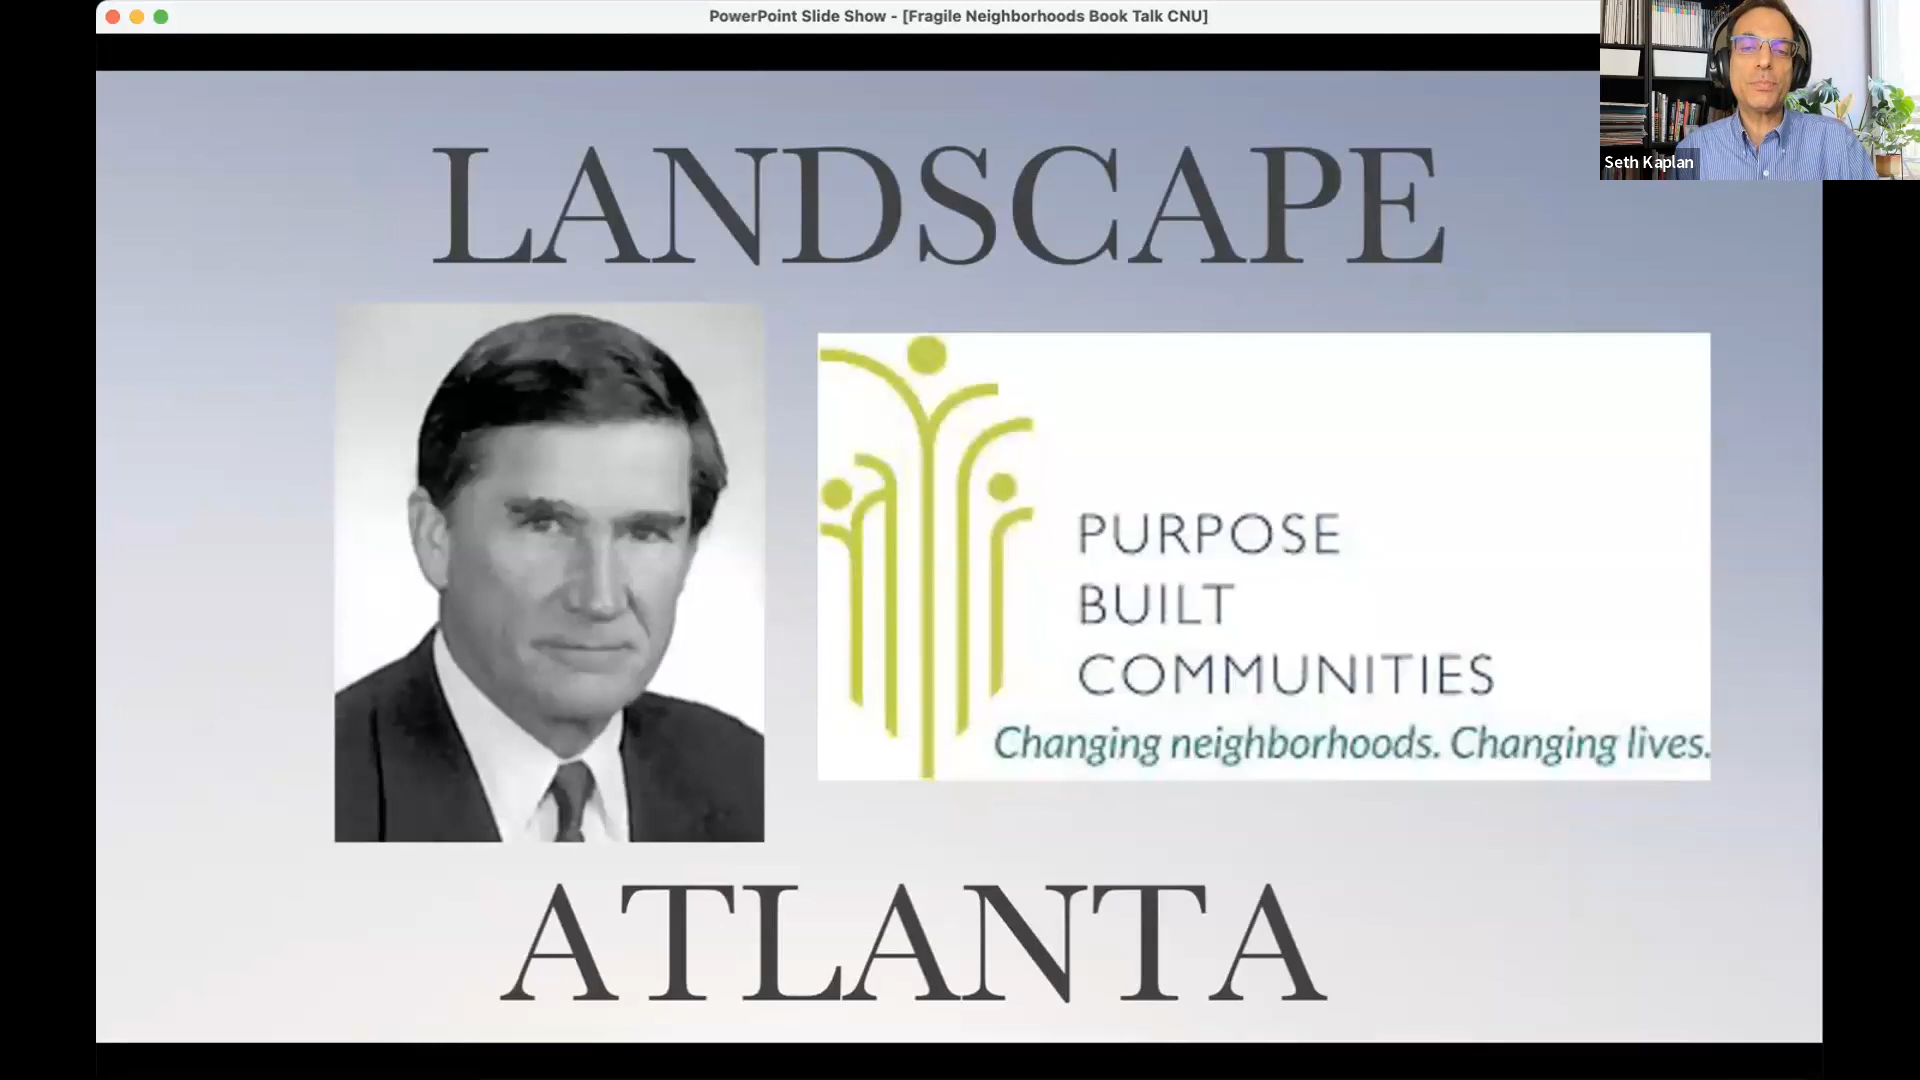 PowerPoint Slide Show - [Fragile Neighborhoods Book Talk CNU]
Seth Kaplan
LANDSCAPE
PURPOSE
BUILT
COMMUNITIES
Changing neighborhoods. Changing lives.
ATLANTA